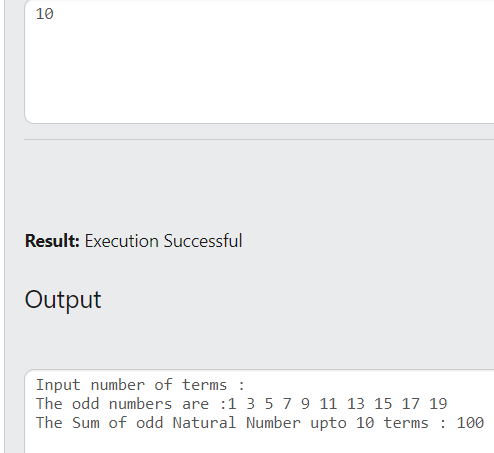 10
Result: Execution Successful
Output
Input number of terms :
The odd numbers are :1 3 5 7 9 11 13 15 17 19
The Sum of odd Natural Number upto 10 terms : 100